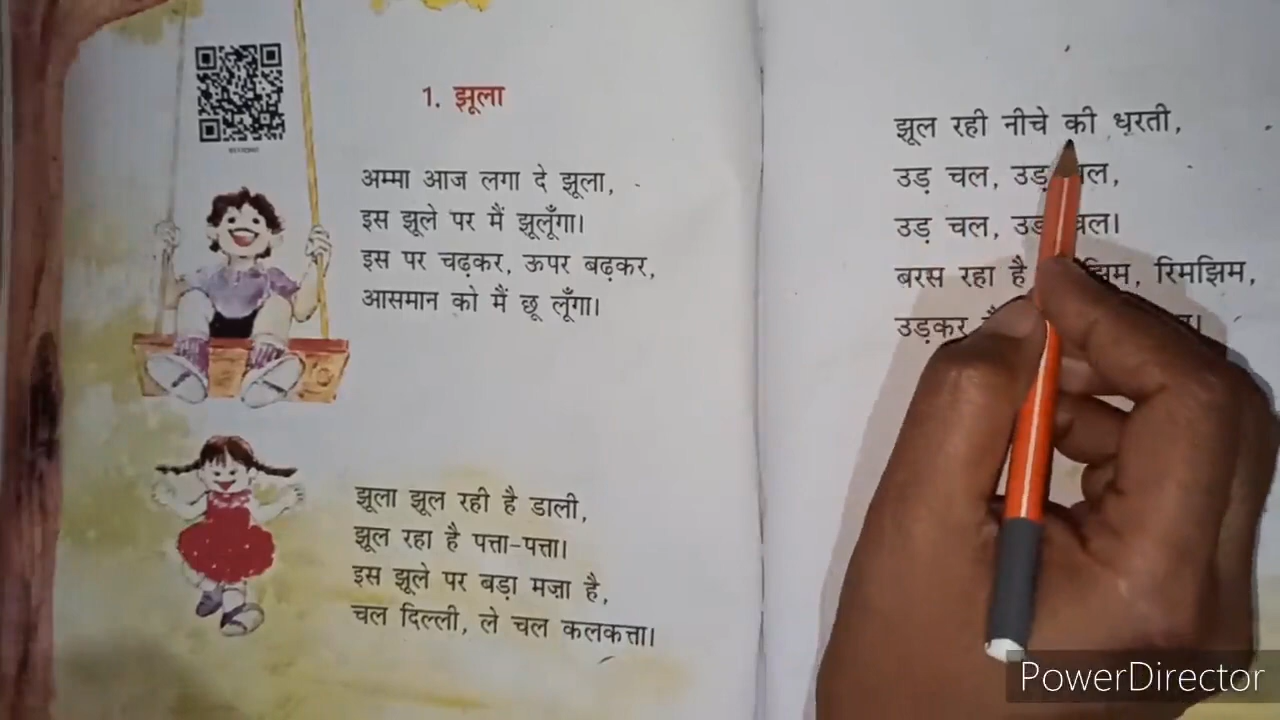 1. झूला
अम्मा आज लगा दे झूला,
इस झूले पर मैं झूलूँगा।
इस पर चढ़कर, ऊपर बढ़कर,
आसमान को मैं छू लूँगा।
झूला झूल रही है डाली,
झूल रहा है पत्ता-पत्ता।
इस झूले पर बड़ा मज़ा है,
चल दिल्ली, ले चल कलकत्ता।
झूल रही नीचे की धरती,
उड़ चल, उड़
उड़ चल, उड़
बरस रहा है रिमझिम,
उड़कर
PowerDirector